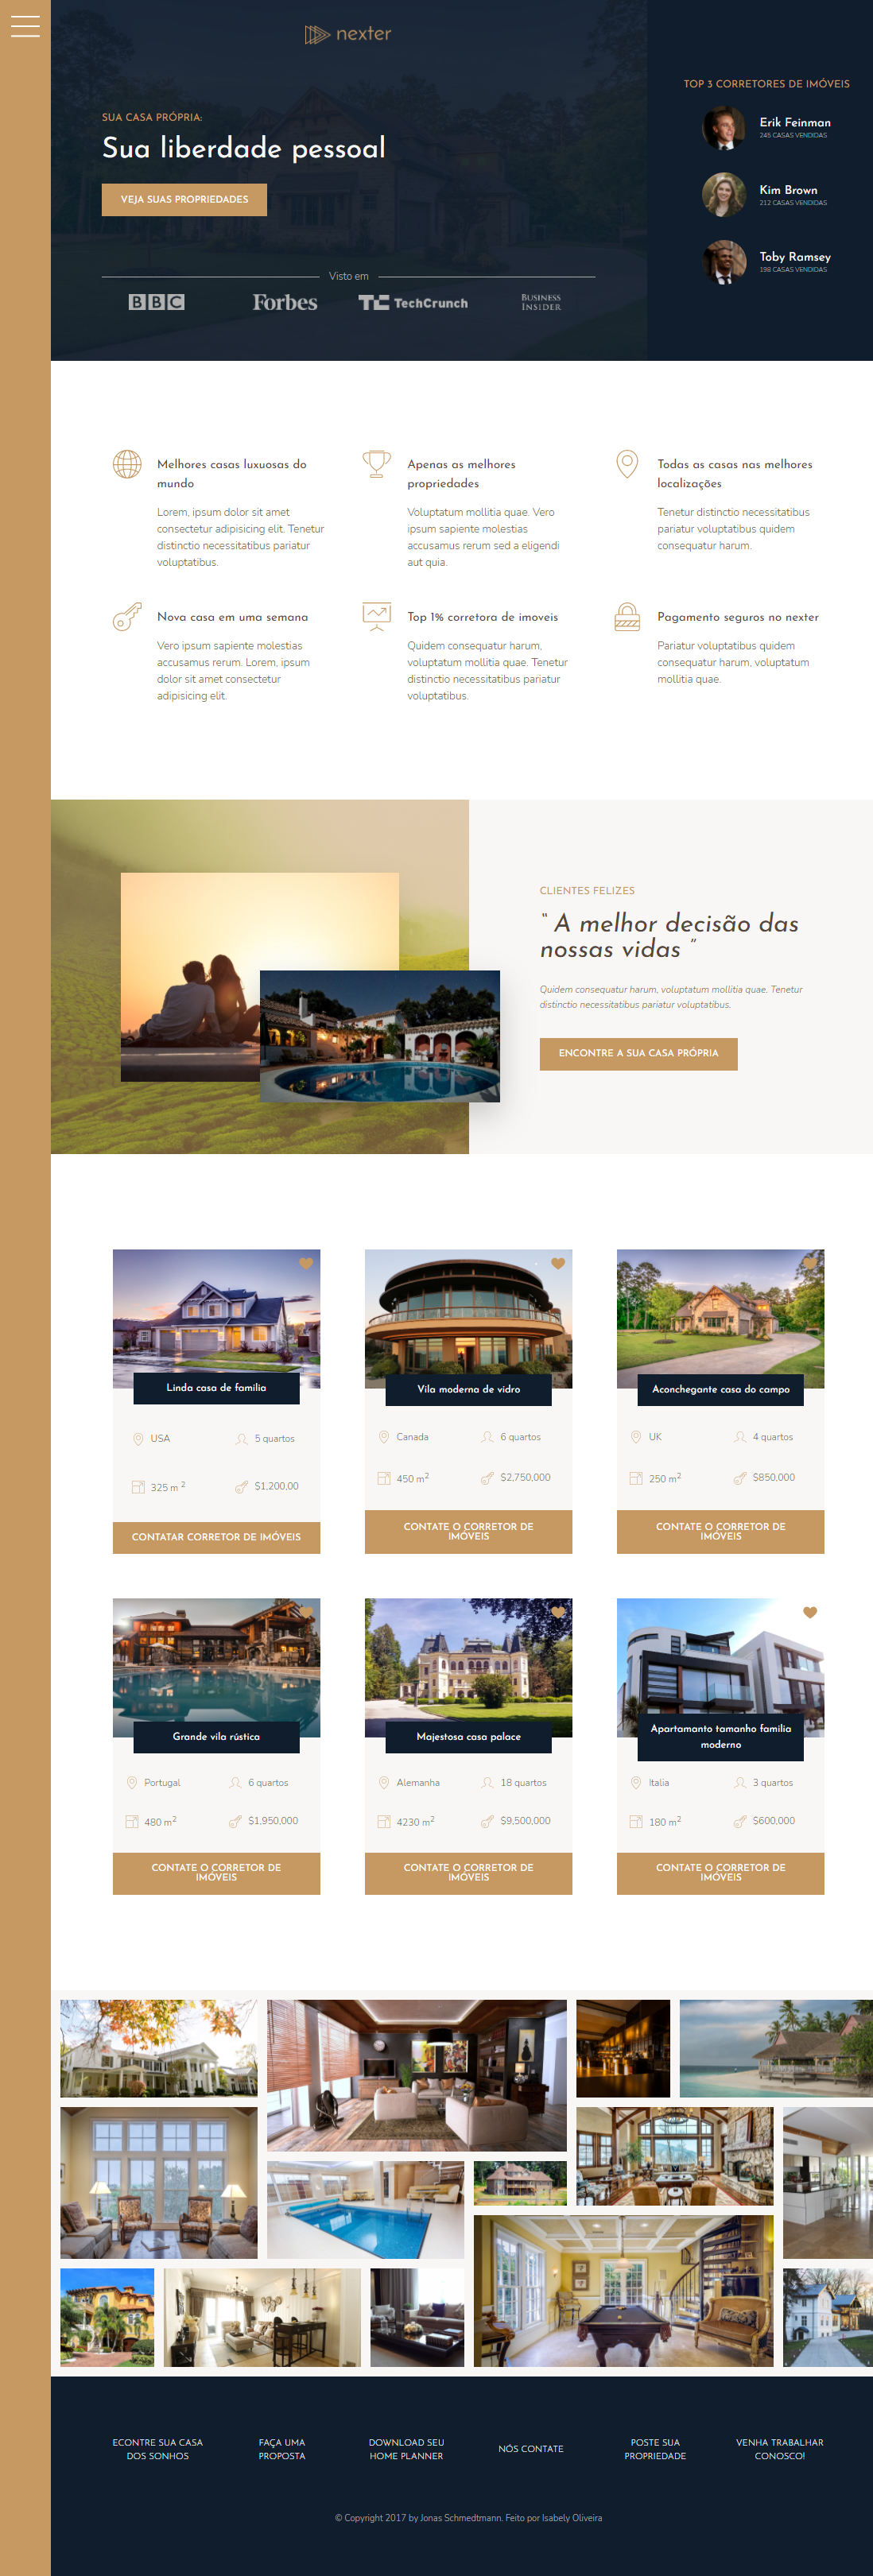 nexter
SUA CASA PRÓPRIA:
Sua liberdade pessoal
VEJA SUAS PROPRIEDADES
Visto em
BBC
Forbes
TC TechCrunch
BUSINESS
INSIDER
TOP 3 CORRETORES DE IMÓVEIS
Erik Feinman
245 CASAS VENDIDAS
Kim Brown
212 CASAS VENDIDAS
Toby Ramsey
198 CASAS VENDIDAS
Melhores casas luxuosas do
mundo
Lorem, ipsum dolor sit amet
consectetur adipisicing elit. Tenetur
distinctio necessitatibus pariatur
voluptatibus.
Apenas as melhores
propriedades
Voluptatum mollitia quae. Vero
ipsum sapiente molestias
accusamus rerum sed a eligendi
aut quia.
Todas as casas nas melhores
localizações
Tenetur distinctio necessitatibus
pariatur voluptatibus quidem
consequatur harum.
Nova casa em uma semana
Vero ipsum sapiente molestias
accusamus rerum. Lorem, ipsum
dolor sit amet consectetur
adipisicing elit.
Top 1% corretora de imoveis
Quidem consequatur harum,
voluptatum mollitia quae. Tenetur
distinctio necessitatibus pariatur
voluptatibus.
Pagamento seguros no nexter
Pariatur voluptatibus quidem
consequatur harum, voluptatum
mollitia quae.
CLIENTES FELIZES
“ A melhor decisão das
nossas vidas ”
Quidem consequatur harum, voluptatum mollitia quae. Tenetur
distinctio necessitatibus pariatur voluptatibus.
ENCONTRE A SUA CASA PRÓPRIA
Linda casa de familia
USA
5 quartos
325 m 2
$1,200,00
CONTATAR CORRETOR DE IMÓVEIS
Vila moderna de vidro
Canada
6 quartos
450 m2
$2,750,000
CONTATE O CORRETOR DE
IMÓVEIS
Aconchegante casa do campo
UK
4 quartos
250 m2
$850,000
CONTATE O CORRETOR DE
IMÓVEIS
Grande vila rústica
Portugal
6 quartos
480 m2
$1,950,000
CONTATE O CORRETOR DE
IMÓVEIS
Majestosa casa palace
Alemanha
18 quartos
4230 m2
$9,500,000
CONTATE O CORRETOR DE
IMÓVEIS
Apartamanto tamanho familia
moderno
Italia
3 quartos
180 m2
$600,000
CONTATE O CORRETOR DE
IMÓVEIS
ECONTRE SUA CASA
DOS SONHOS
FAÇA UMA
PROPOSTA
DOWNLOAD SEU
HOME PLANNER
NÓS CONTATE
POSTE SUA
PROPRIEDADE
VENHA TRABALHAR
CONOSCO!
© Copyright 2017 by Jonas Schmedtmann. Feito por Isabely Oliveira